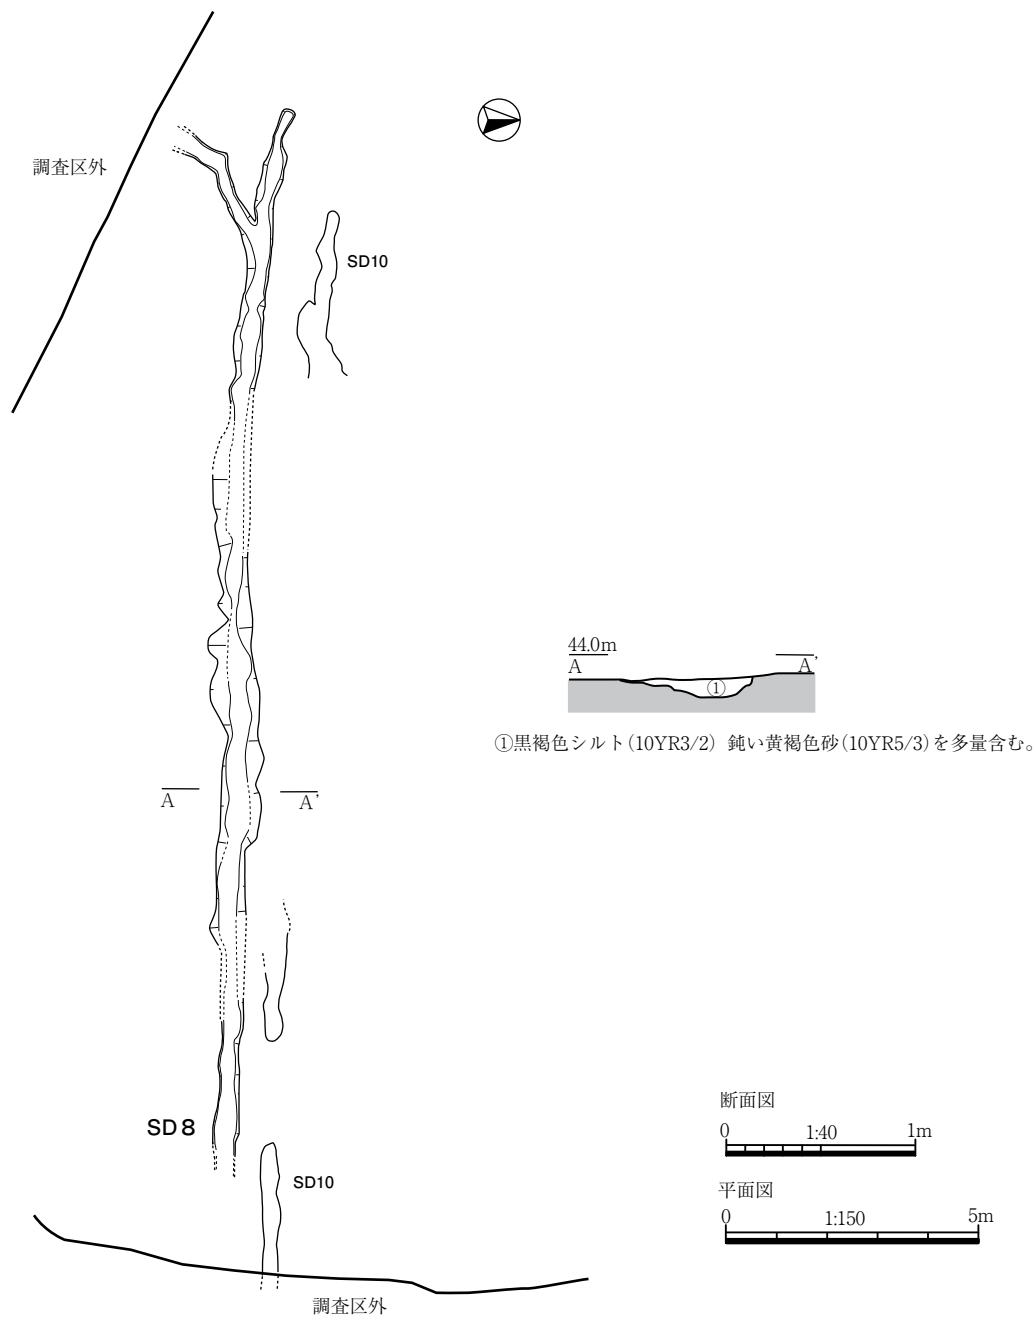 調査区外
SD10
44.0m
A A'
①
①黒褐色シルト(10YR3/2) 鈍い黄褐色砂(10YR5/3)を多量含む。
A A'
SD8
SD10
調査区外
断面図
0 1:40 1m
平面図
0 1:150 5m